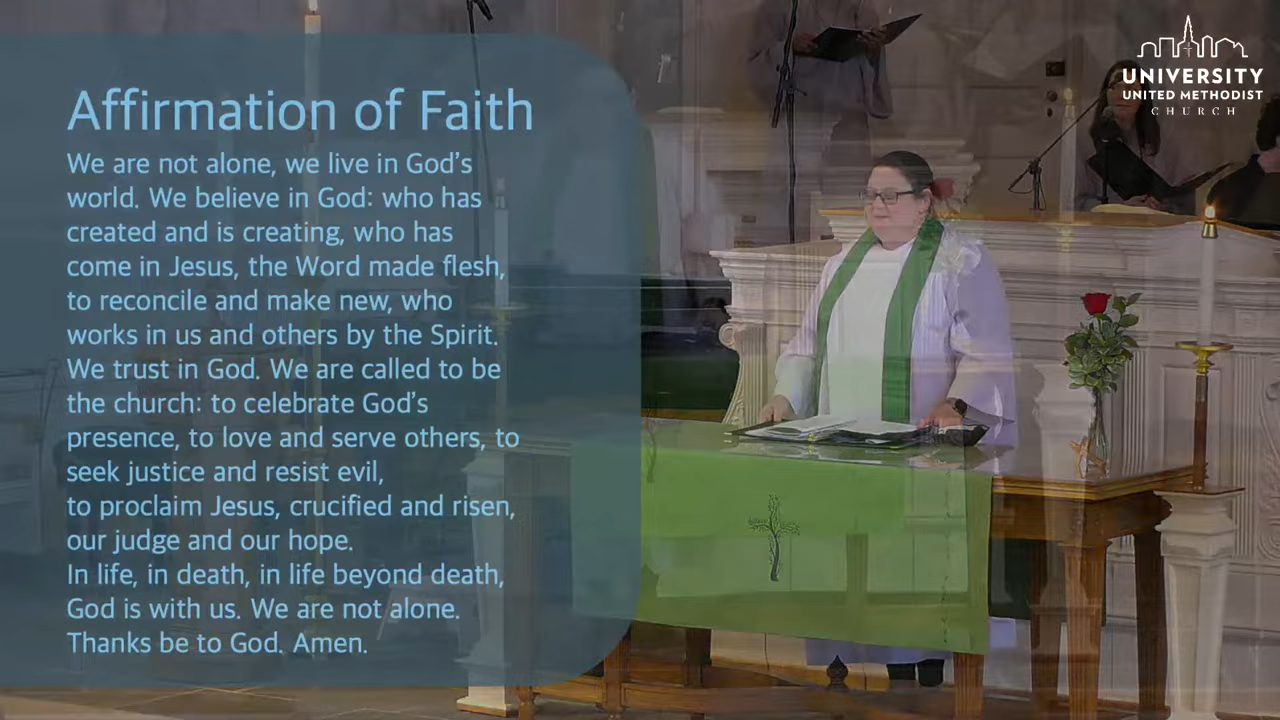 Affirmation of Faith
We are not alone, we live in God's
world. We believe in God: who has
created and is creating, who has
come in Jesus, the Word made flesh,
to reconcile and make new, who
works in us and others by the Spirit.
We trust in God. We are called to be
the church: to celebrate God's
presence, to love and serve others, to
seek justice and resist evil,
to proclaim Jesus, crucified and risen,
our judge and our hope.
In life, in death, in life beyond death,
God is with us. We are not alone.
Thanks be to God. Amen.
UNIVERSITY
UNITED METHODIST
CHURCH